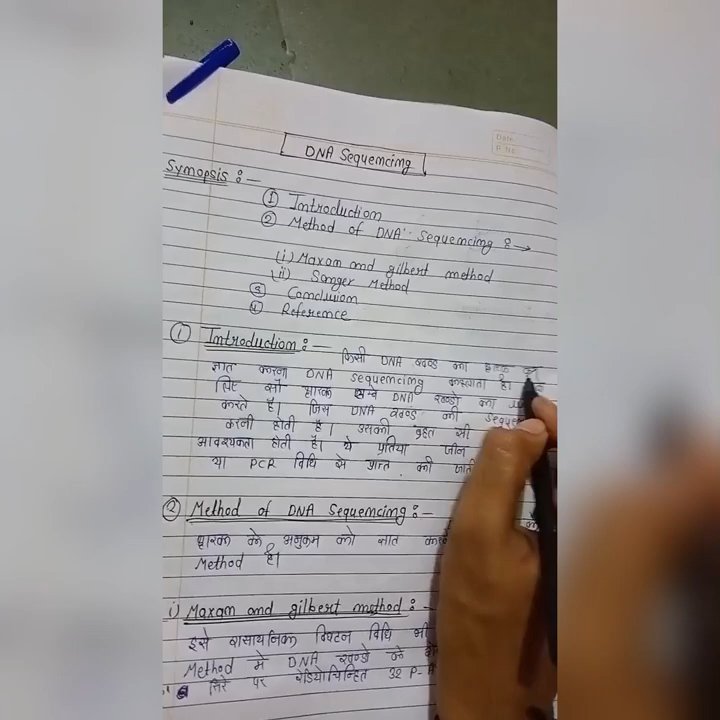 DNA Sequencing
Synopsis :—
① Introduction
② Method of DNA Sequencing :→
(i) Maxam and gilbert method
(ii) Sanger Method
③ Conclusion
④ Reference
① Introduction :— किसी DNA खण्ड का
ज्ञात करना DNA sequencing कहलाता है।
लिए सौ क्षारक DNA खण्डो का
करते है। जिस DNA खण्ड की
करनी होती है। उसकी वृहत सी
आवश्यकता होती है। ये प्रतिया जीन
या PCR विधि से प्राप्त की जाती
② Method of DNA Sequencing :—
क्षारक के अनुक्रम को ज्ञात
Method है।
i) Maxam and gilbert method :—
इसे रासायनिक विघटन विधि भी
Method मे DNA खण्डो के
सिरे पर रेडियोचिन्हित 32 P-